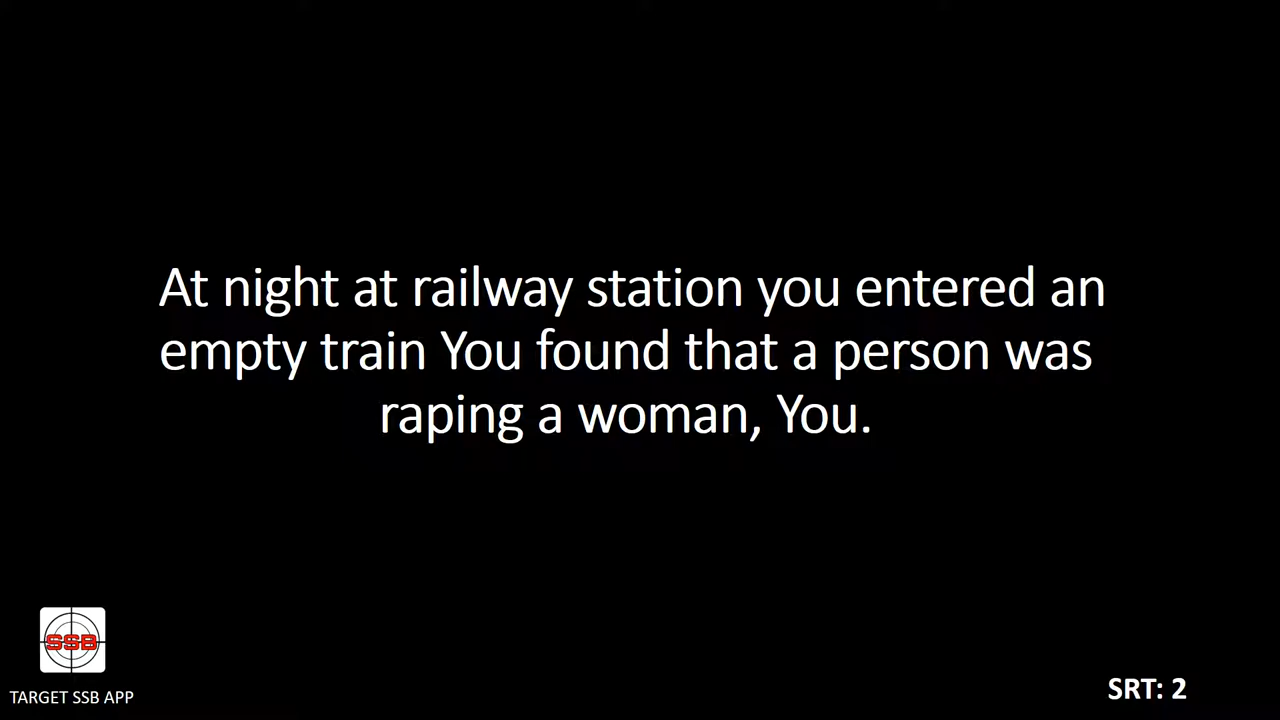 At night at railway station you entered an
empty train You found that a person was
raping a woman, You.
SSB
TARGET SSB APP
SRT: 2